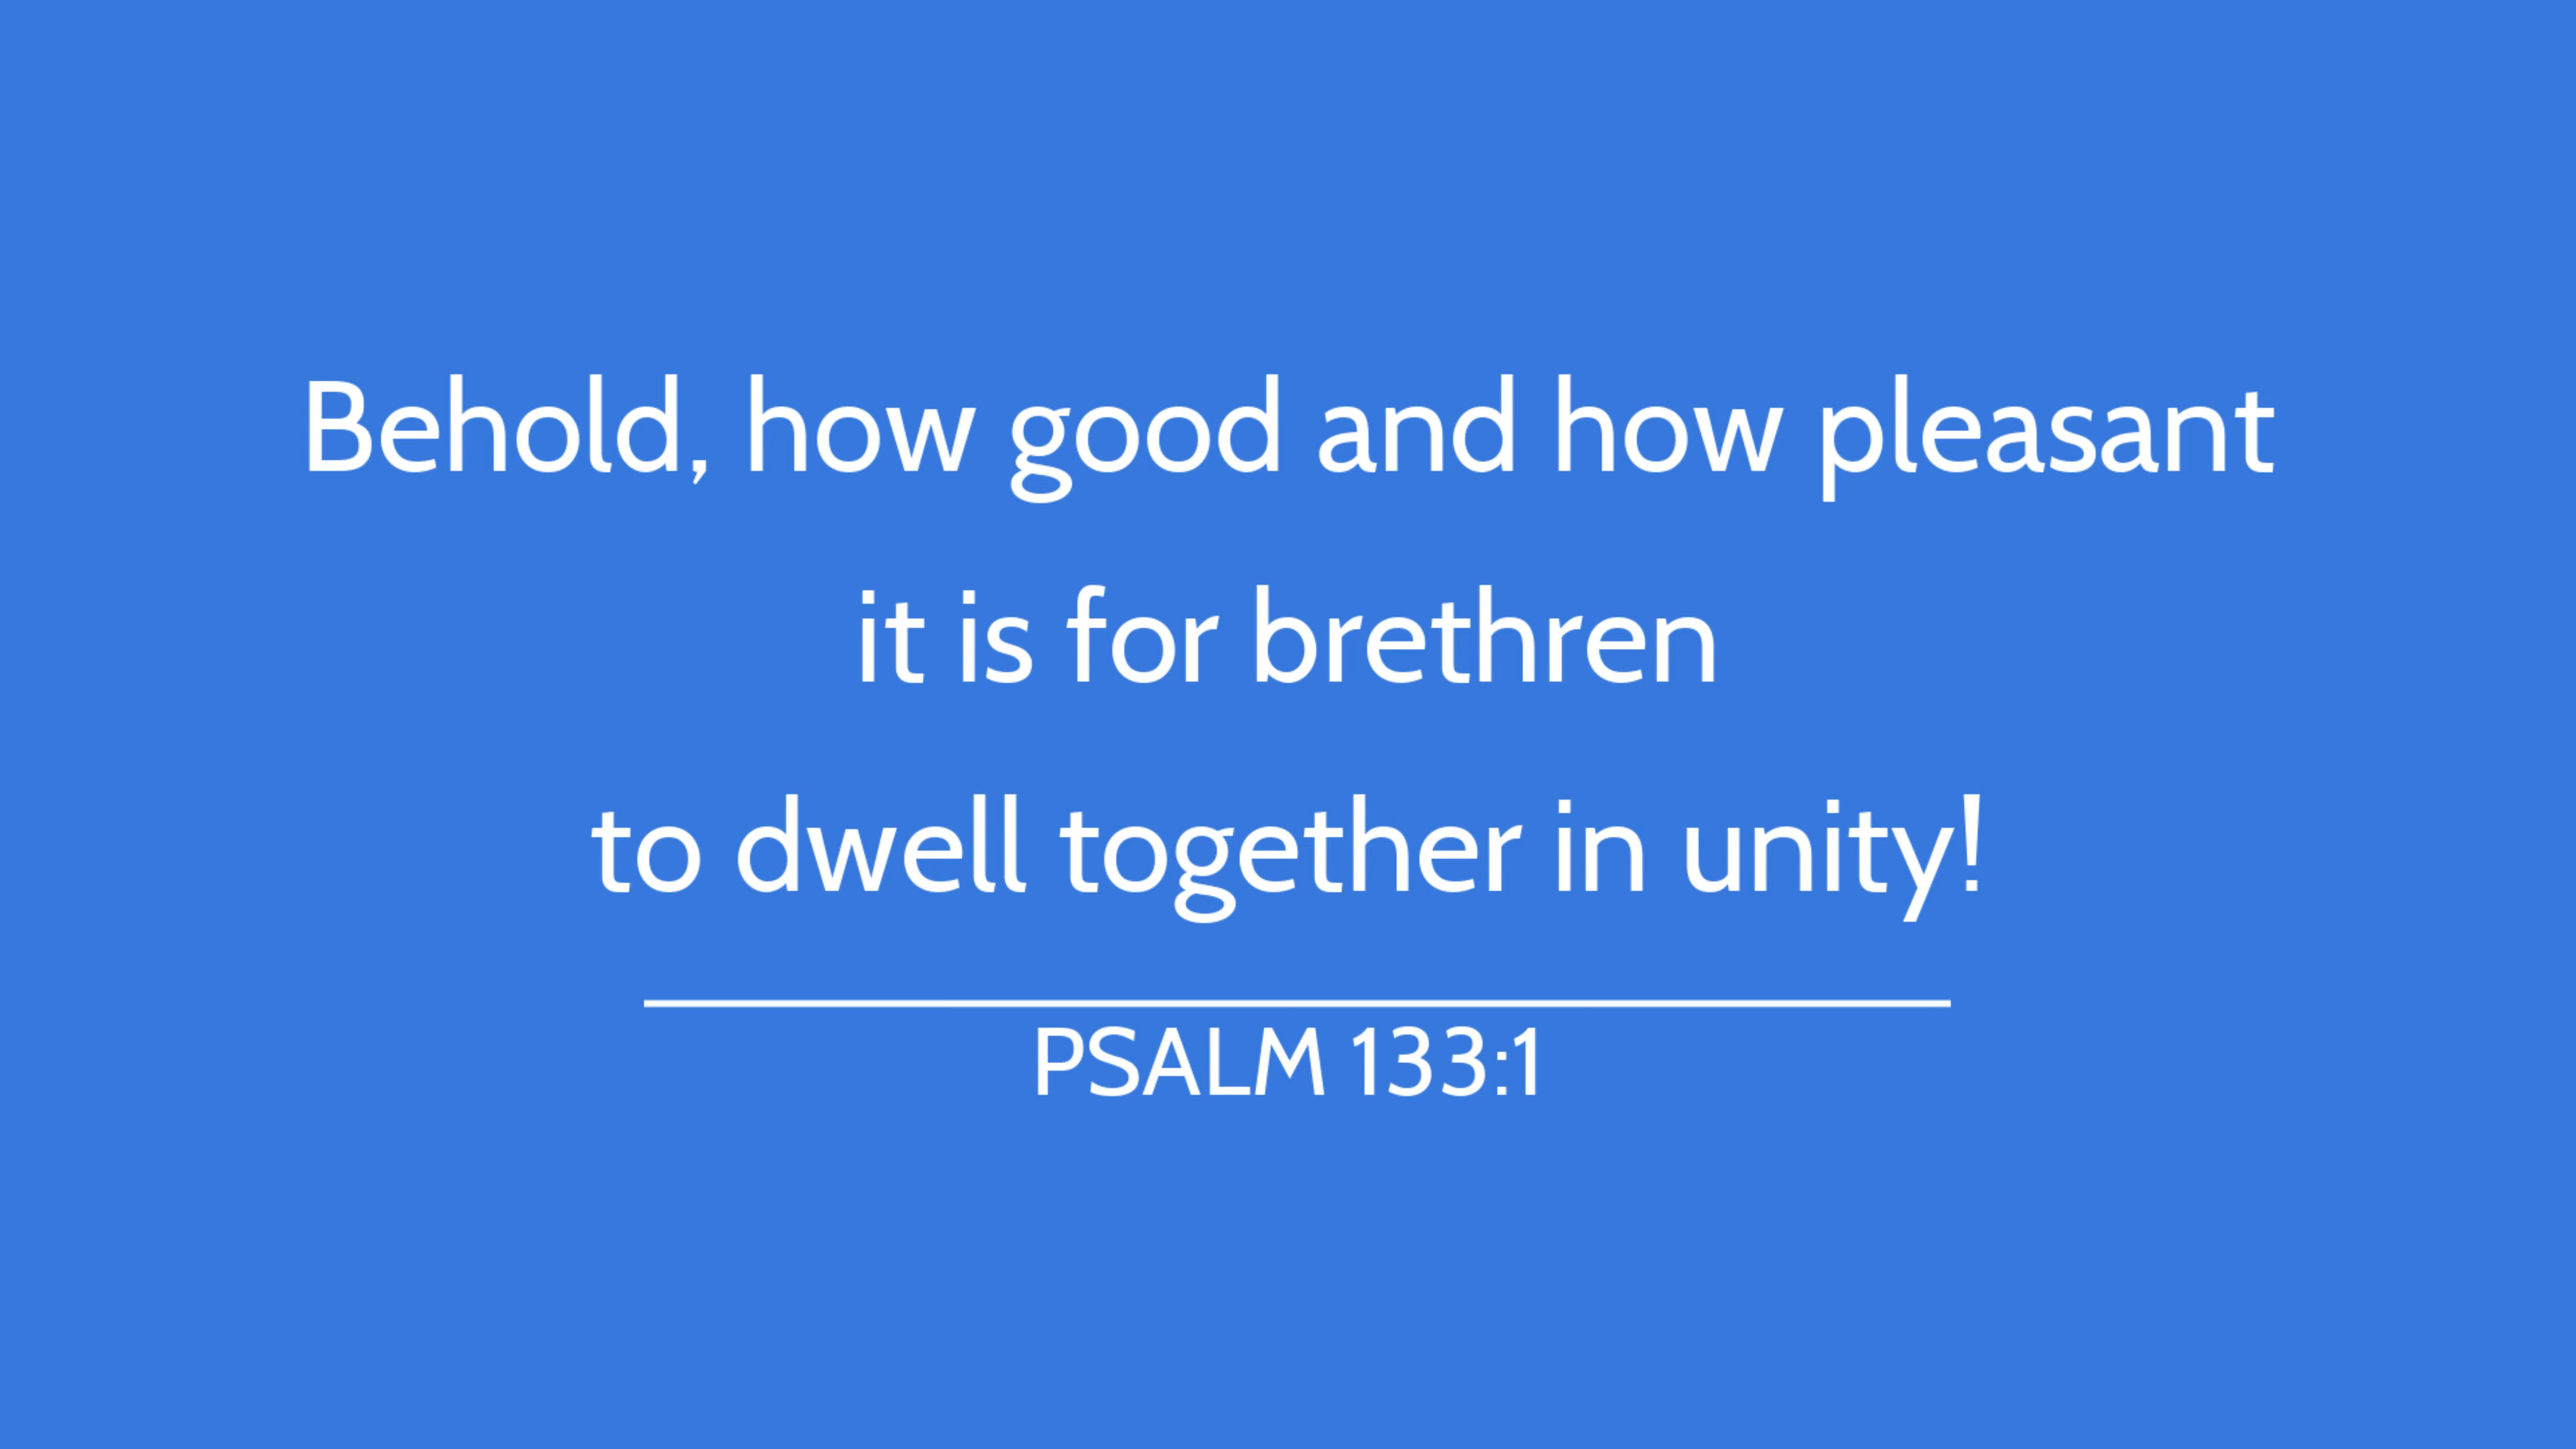 Behold, how good and how pleasant
it is for brethren
to dwell together in unity!
PSALM 133:1